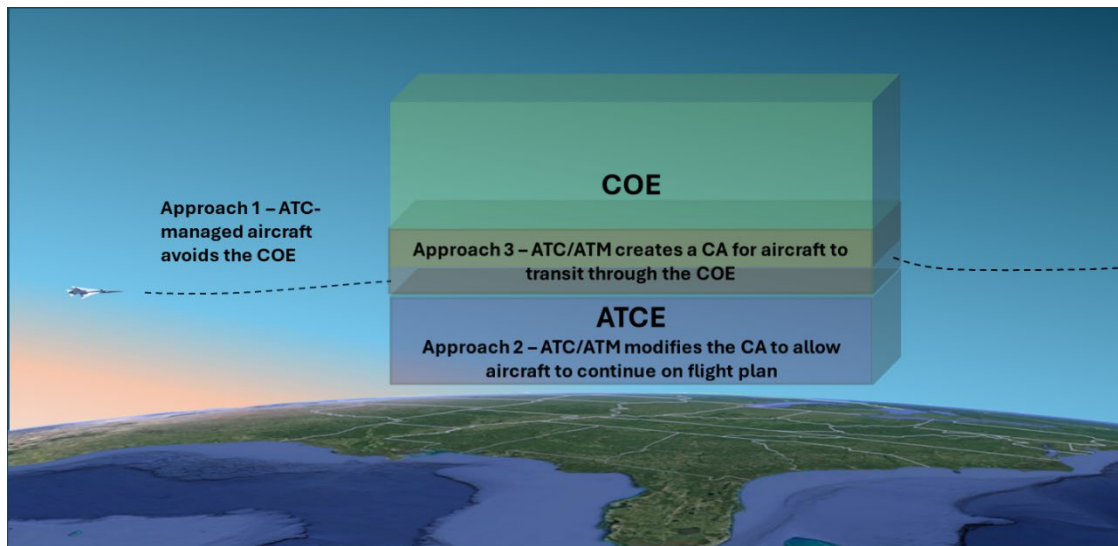 Approach 1 – ATC-
managed aircraft
avoids the COE
COE
Approach 3 – ATC/ATM creates a CA for aircraft to
transit through the COE
ATCE
Approach 2 – ATC/ATM modifies the CA to allow
aircraft to continue on flight plan